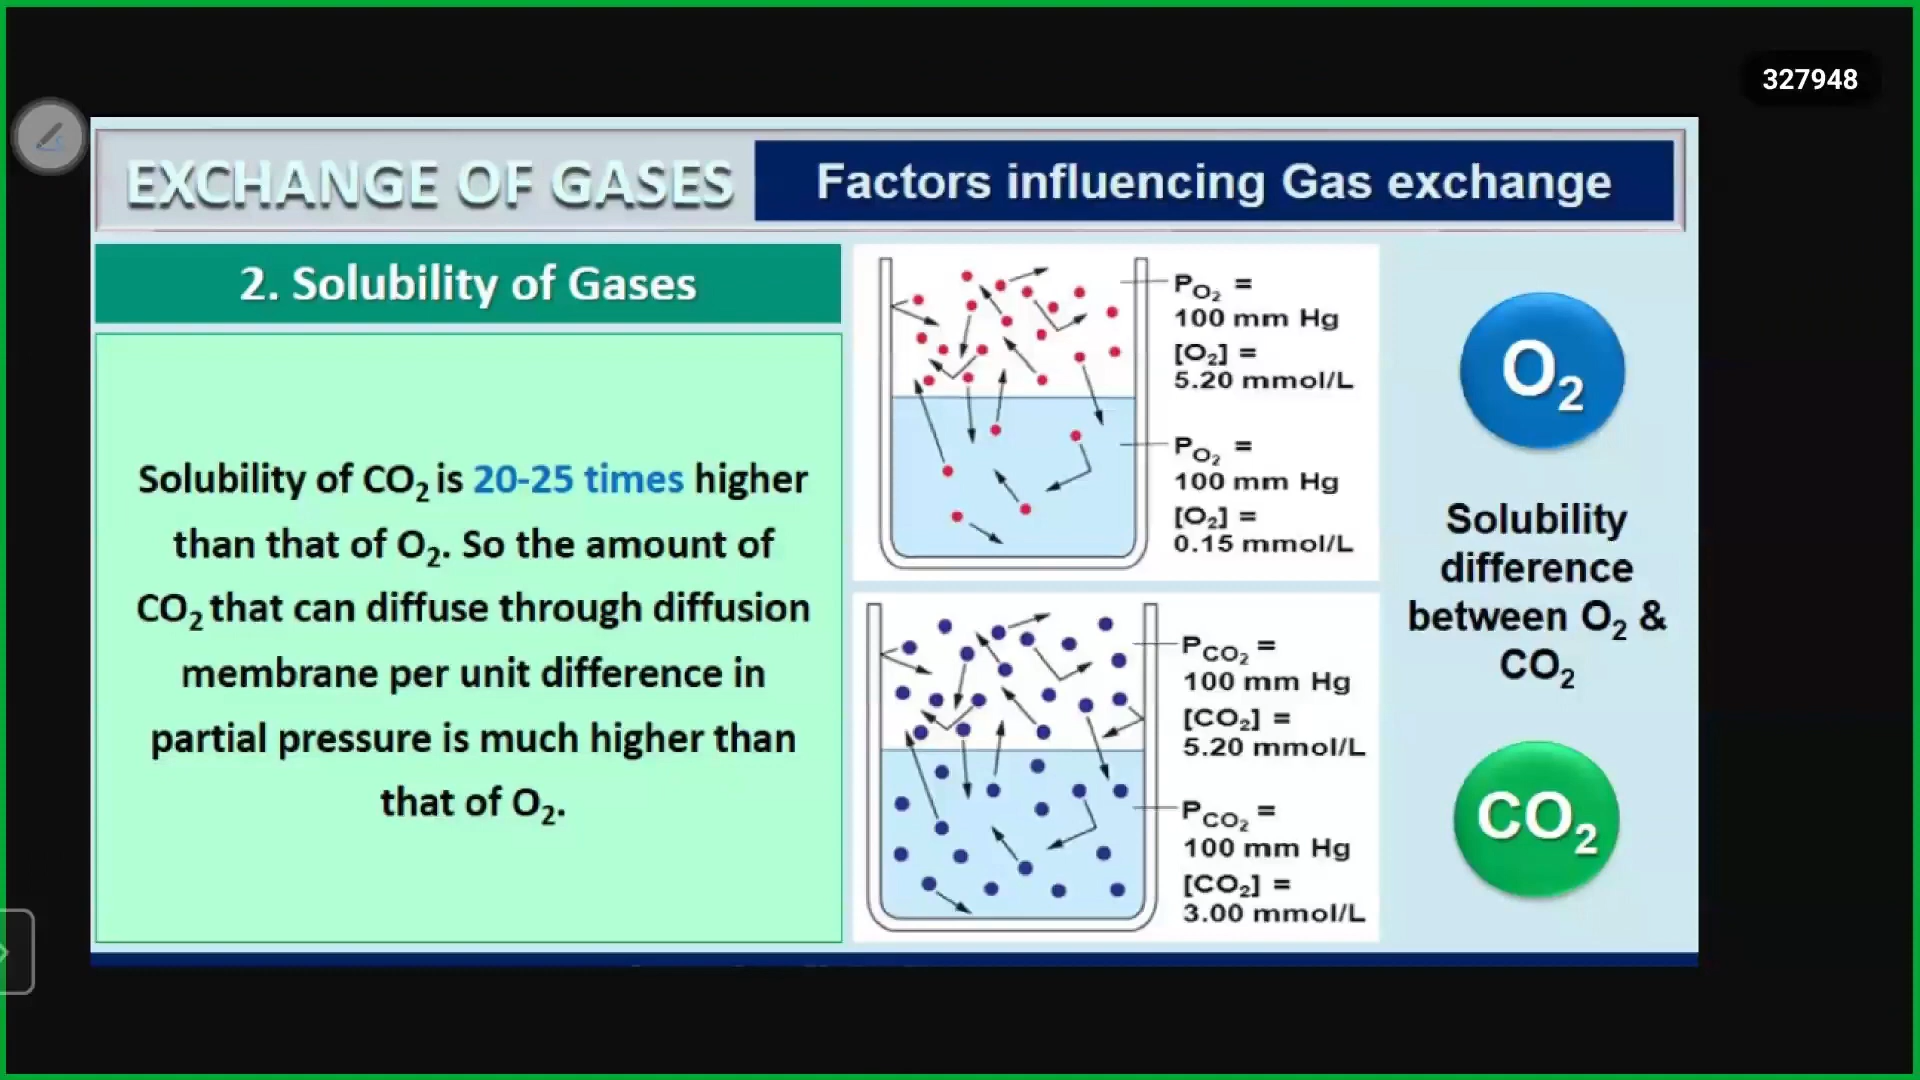 327948
EXCHANGE OF GASES
Factors influencing Gas exchange
2. Solubility of Gases
Solubility of CO₂ is 20-25 times higher
than that of O₂. So the amount of
CO₂ that can diffuse through diffusion
membrane per unit difference in
partial pressure is much higher than
that of O₂.
PO₂ =
100 mm Hg
[O₂] =
5.20 mmol/L
PO₂ =
100 mm Hg
[O₂] =
0.15 mmol/L
PCO₂ =
100 mm Hg
[CO₂] =
5.20 mmol/L
PCO₂ =
100 mm Hg
[CO₂] =
3.00 mmol/L
O₂
Solubility
difference
between O₂ &
CO₂
CO₂